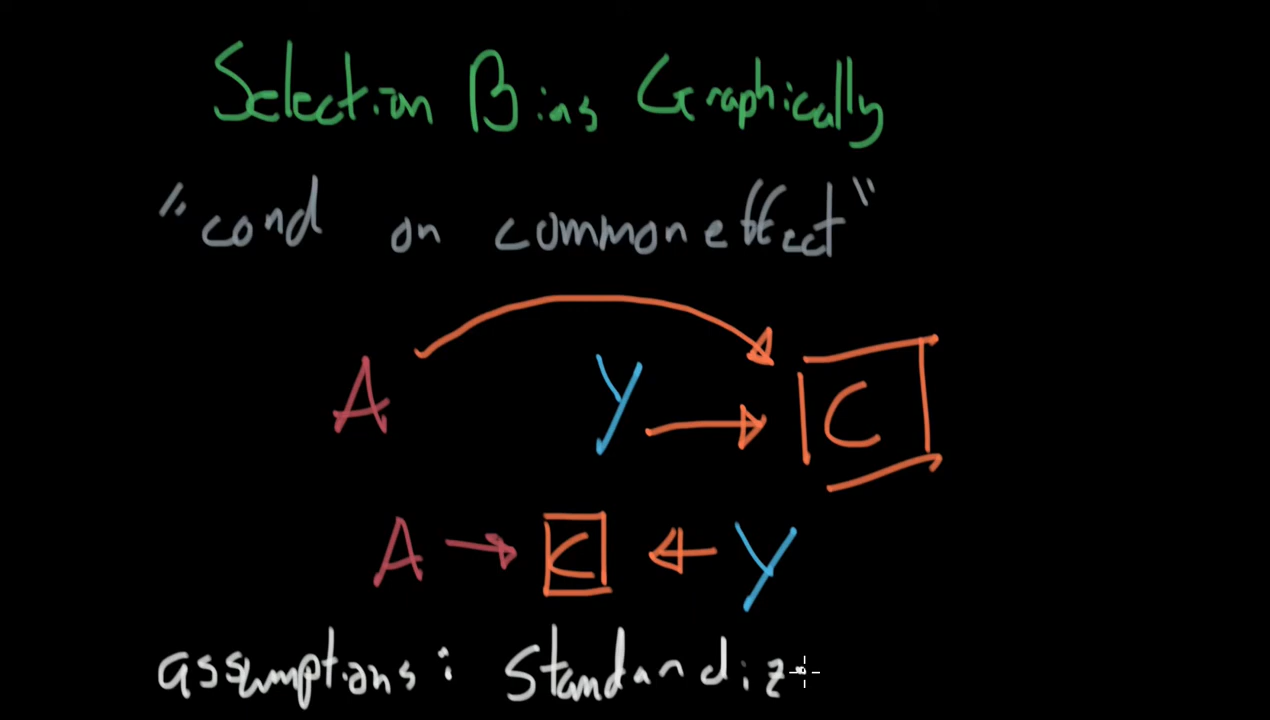 Selection Bias Graphically
"cond on common effect"
A Y C
A C Y
assumptions: Standardiz